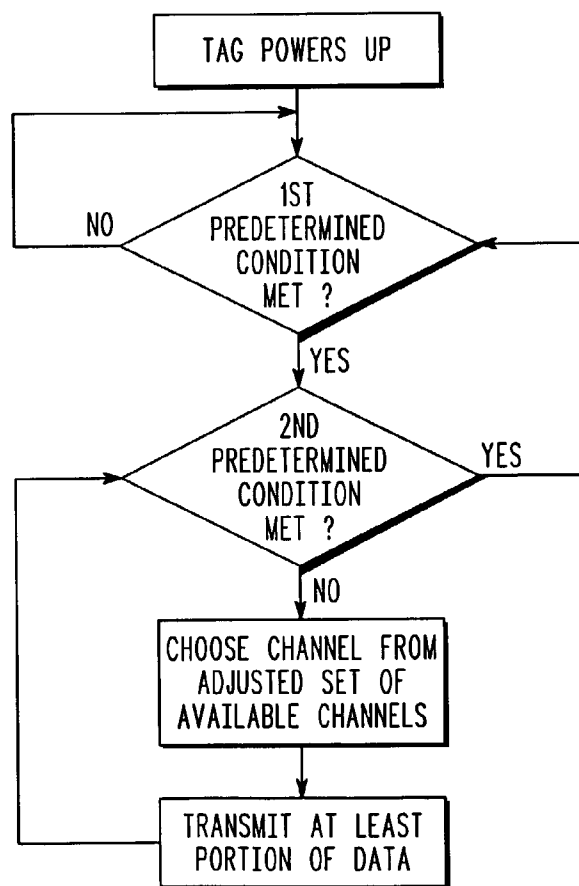 TAG POWERS UP
1ST
PREDETERMINED
CONDITION
MET ?
NO
YES
2ND
PREDETERMINED
CONDITION
MET ?
YES
NO
CHOOSE CHANNEL FROM
ADJUSTED SET OF
AVAILABLE CHANNELS
TRANSMIT AT LEAST
PORTION OF DATA